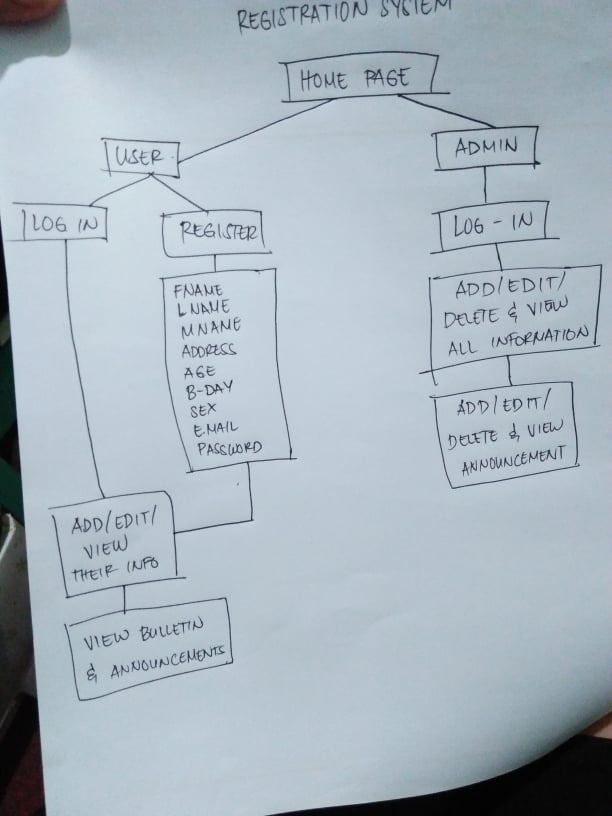 REGISTRATION SYSTEM
HOME PAGE
USER
ADMIN
LOG IN
REGISTER
LOG - IN
FNAME
LNAME
MNAME
ADDRESS
AGE
B-DAY
SEX
E.MAIL
PASSWORD
ADD/EDIT/
DELETE & VIEW
ALL INFORMATION
ADD/EDIT/
DELETE & VIEW
ANNOUNCEMENT
ADD/EDIT/
VIEW
THEIR INFO
VIEW BULLETIN
& ANNOUNCEMENTS